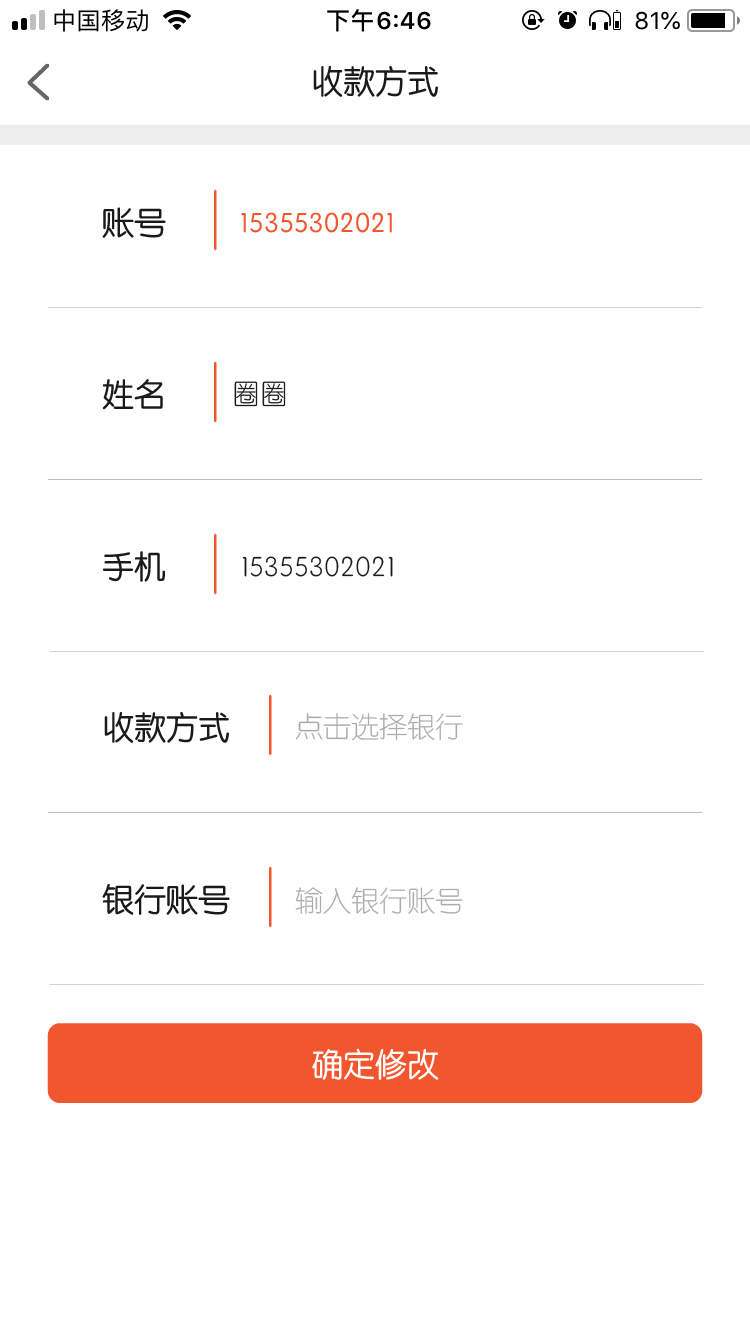 中国移动 下午6:46 81%
收款方式
账号 15355302021
姓名 圈圈
手机 15355302021
收款方式 点击选择银行
银行账号 输入银行账号
确定修改